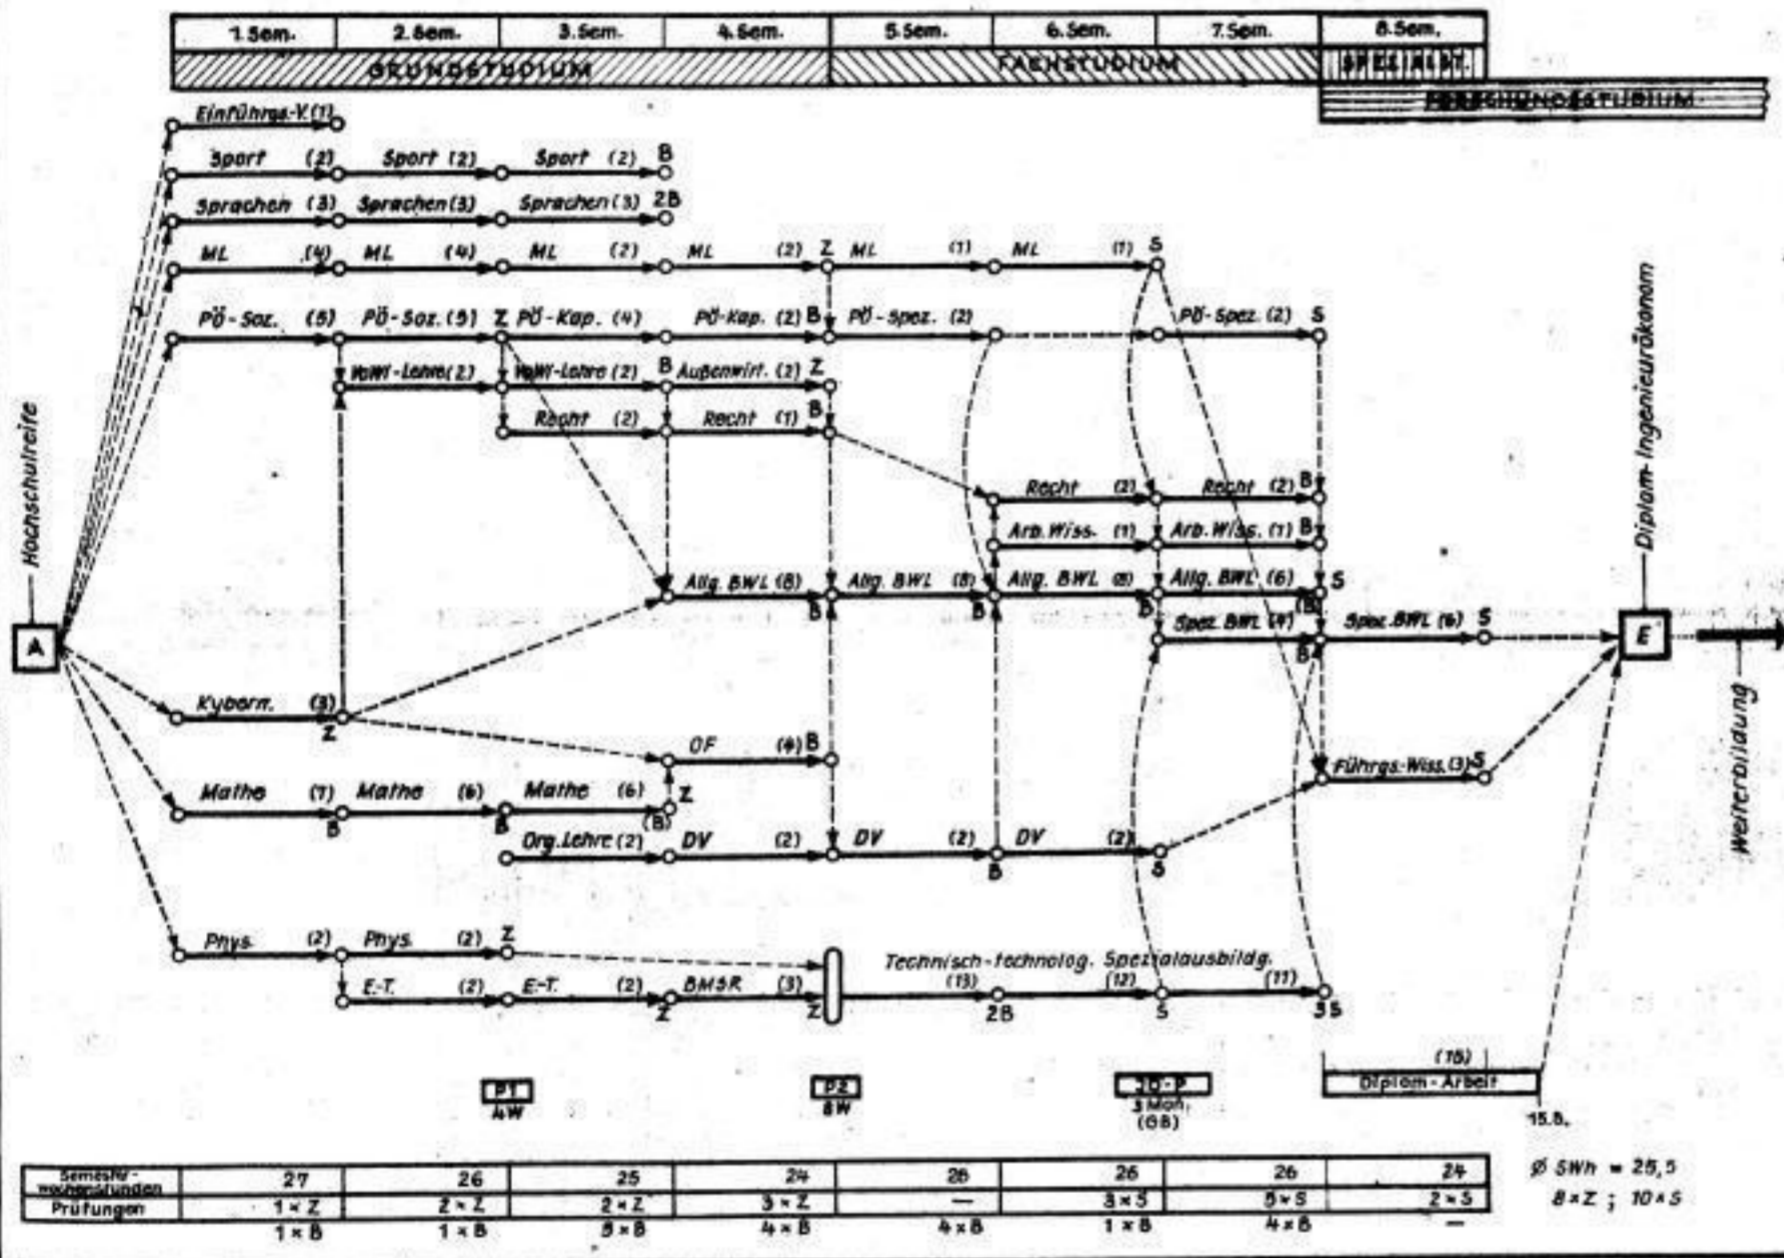 1.Sem. 2.Sem. 3.Sem. 4.Sem. 5.Sem. 6.Sem. 7.Sem. 8.Sem.
GRUNDSTUDIUM FACHSTUDIUM SPEZIALST.
FORSCHUNGSSTUDIUM
Einführgs.-V.(1)
Sport (2) Sport (2) Sport (2) B
Sprachen (3) Sprachen (3) Sprachen (3) 2B
ML (4) ML (4) ML (2) ML (2) Z ML (1) ML (1) S
Pö-Soz. (5) Pö-Soz. (5) Z Pö-Kap. (4) Pö-Kap. (2) B Pö-Spez. (2) Pö-Spez. (2) S
VoWi-Lehre (2) VoWi-Lehre (2) B Außenwirt. (2) Z
Recht (2) Recht (1) B
Recht (2) Recht (2) B
Arb.Wiss. (1) Arb.Wiss. (1) B
Allg. BWL (8) Allg. BWL (8) Allg. BWL (8) Allg. BWL (6) S
B B B (B)
Spez. BWL (4) Spez. BWL (6) S
B
Hochschulreife
A
Diplom-Ingenieurökonom
E
Weiterbildung
Kybern. (3)
Z
OF (4) B
Führgs.-Wiss. (3) S
Mathe (7) Mathe (6) Mathe (6) Z
B B (B)
Org.Lehre (2) DV (2) DV (2) DV (2)
B S
Phys. (2) Phys. (2) Z
Technisch-technolog. Spezialausbildg.
E.-T. (2) E.-T. (2) BMSR (3) (13) (12) (11)
Z Z 2B S 3S
(18)
P1 P2 JO-P Diplom-Arbeit
4W 8W 3 Mon.
(GB) 15.8.
Semester-wochenstunden 27 26 25 24 26 26 26 24 Ø SWh = 25,5
Prüfungen 1×Z 2×Z 2×Z 3×Z — 3×S 5×S 2×S 8×Z ; 10×S
1×B 1×B 5×B 4×B 4×B 1×B 4×B —